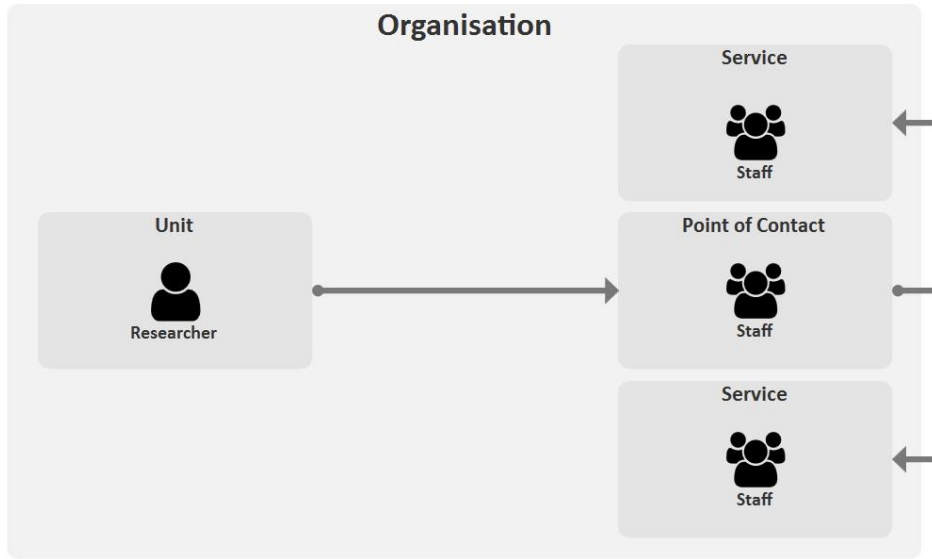 Organisation
Service
Staff
Unit
Researcher
Point of Contact
Staff
Service
Staff